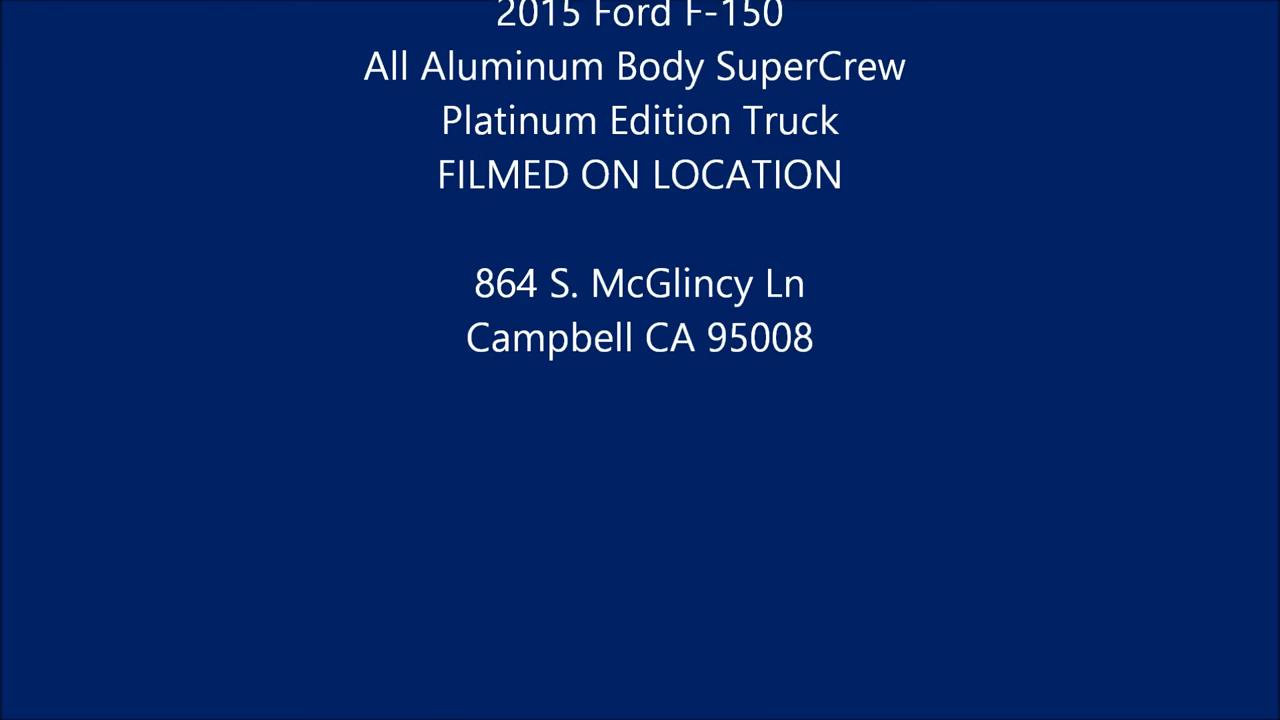 2015 Ford F-150
All Aluminum Body SuperCrew
Platinum Edition Truck
FILMED ON LOCATION
864 S. McGlincy Ln
Campbell CA 95008